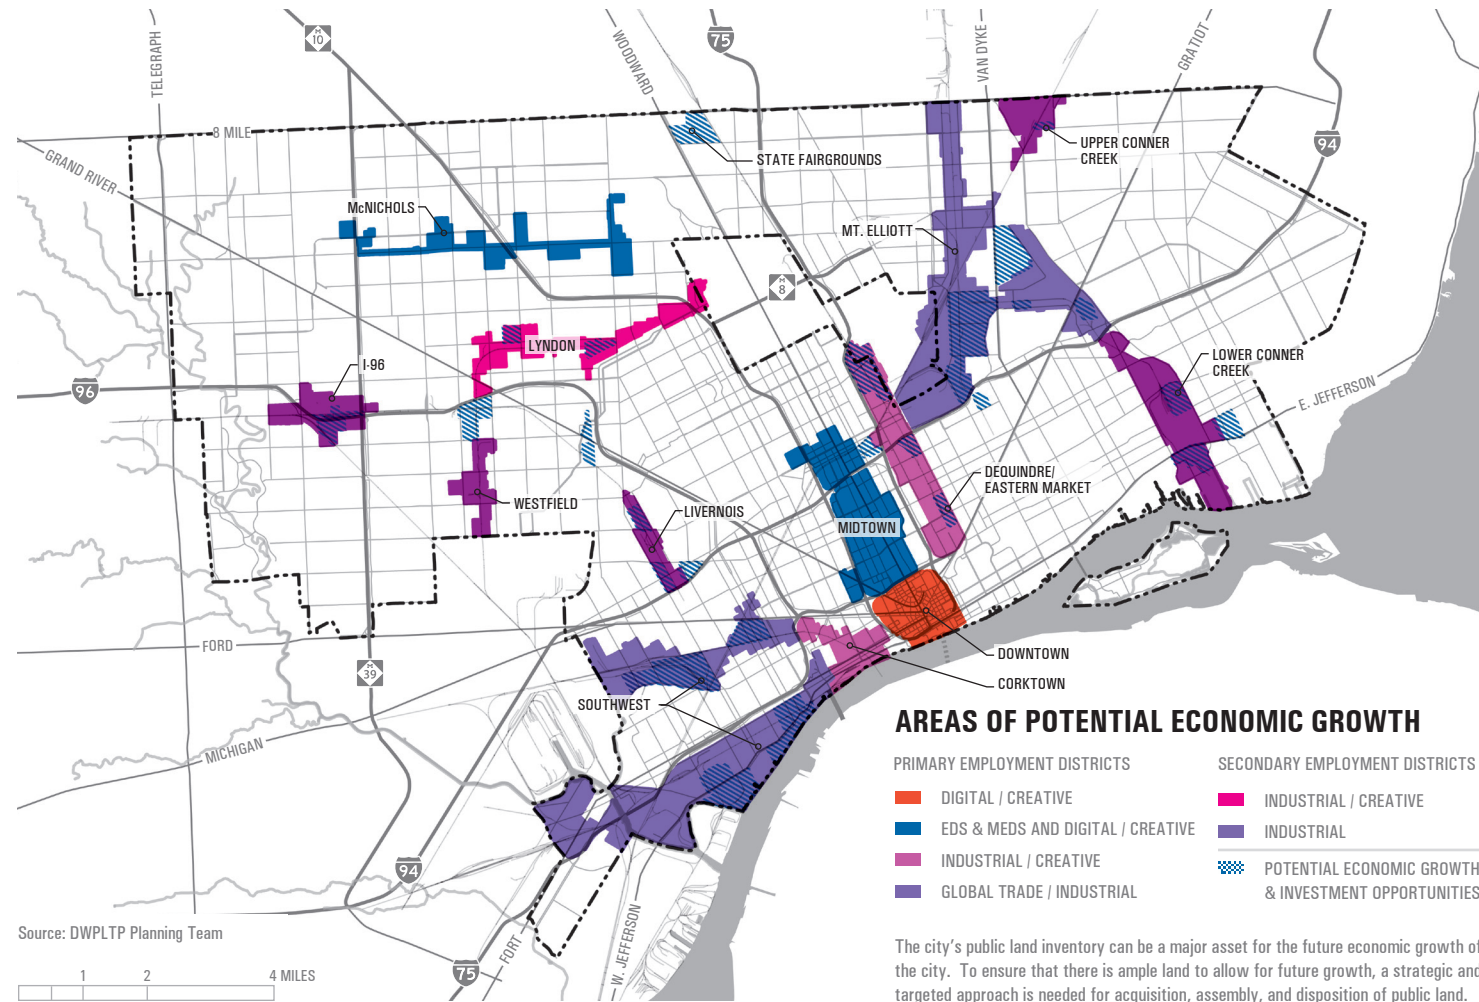 TELEGRAPH
M
10
WOODWARD
75
VAN DYKE
GRATIOT
8 MILE
GRAND RIVER
STATE FAIRGROUNDS
UPPER CONNER
CREEK
94
McNICHOLS
MT. ELLIOTT
M
8
LYNDON
I-96
96
LOWER CONNER
CREEK
E. JEFFERSON
DEQUINDRE/
EASTERN MARKET
WESTFIELD
LIVERNOIS
MIDTOWN
FORD
M
39
DOWNTOWN
CORKTOWN
SOUTHWEST
MICHIGAN
94
75
FORT
W. JEFFERSON
AREAS OF POTENTIAL ECONOMIC GROWTH
PRIMARY EMPLOYMENT DISTRICTS
DIGITAL / CREATIVE
EDS & MEDS AND DIGITAL / CREATIVE
INDUSTRIAL / CREATIVE
GLOBAL TRADE / INDUSTRIAL
SECONDARY EMPLOYMENT DISTRICTS
INDUSTRIAL / CREATIVE
INDUSTRIAL
POTENTIAL ECONOMIC GROWTH
& INVESTMENT OPPORTUNITIES
Source: DWPLTP Planning Team
1 2 4 MILES
The city's public land inventory can be a major asset for the future economic growth of
the city. To ensure that there is ample land to allow for future growth, a strategic and
targeted approach is needed for acquisition, assembly, and disposition of public land.